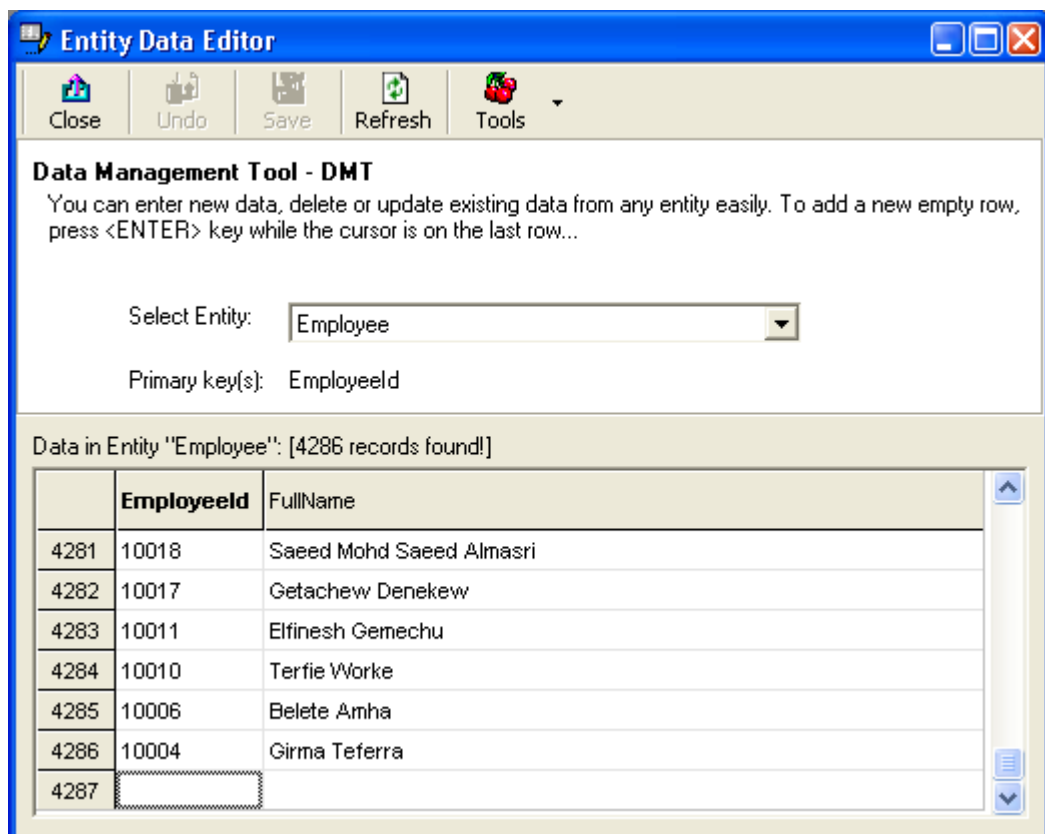 Entity Data Editor
Close Undo Save Refresh Tools
Data Management Tool - DMT
You can enter new data, delete or update existing data from any entity easily. To add a new empty row,
press <ENTER> key while the cursor is on the last row...
Select Entity: Employee
Primary key(s): EmployeeId
Data in Entity "Employee": [4286 records found!]
EmployeeId FullName
4281 10018 Saeed Mohd Saeed Almasri
4282 10017 Getachew Denekew
4283 10011 Elfinesh Gemechu
4284 10010 Terfie Worke
4285 10006 Belete Amha
4286 10004 Girma Teferra
4287